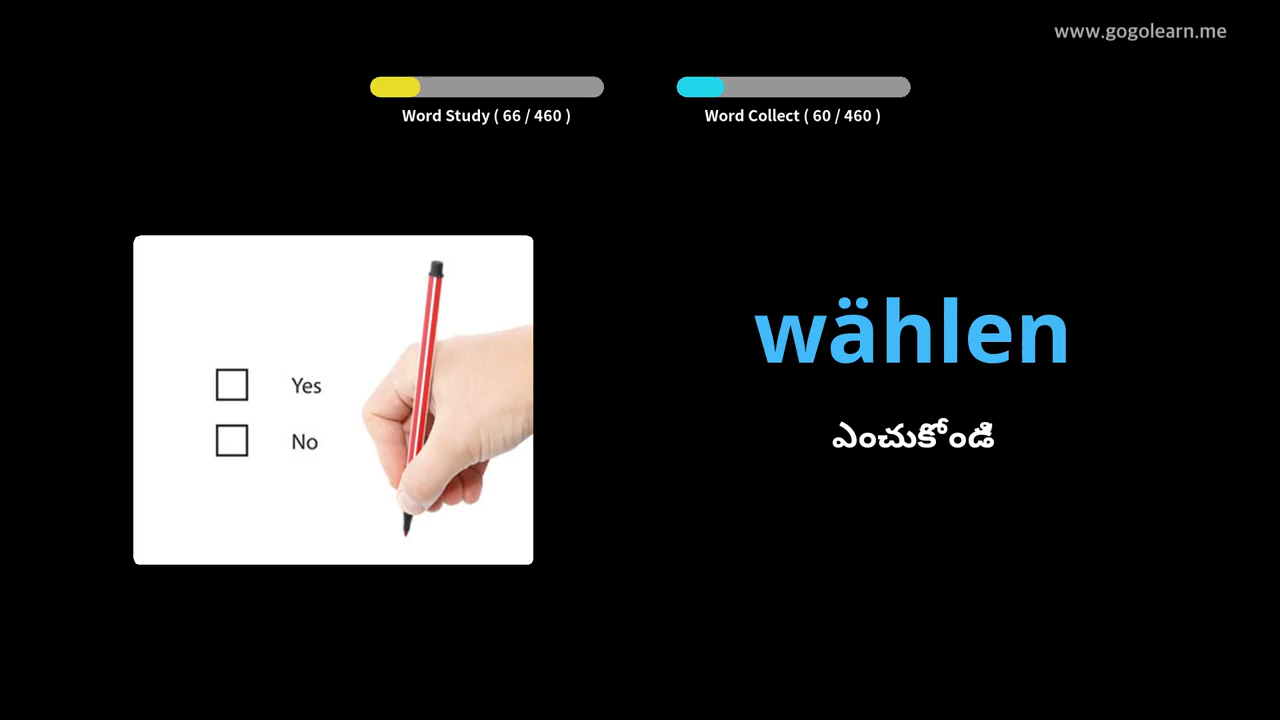 www.gogolearn.me
Word Study ( 66 / 460 )
Word Collect ( 60 / 460 )
Yes
No
wählen
ఎంచుకోండి